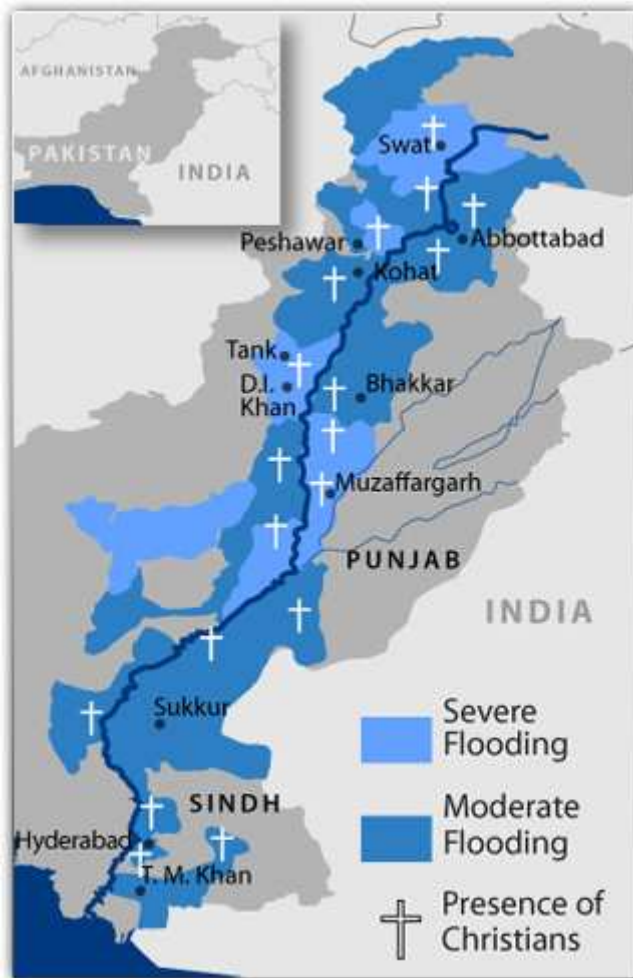 AFGHANISTAN
PAKISTAN
INDIA
Swat
Peshawar
Abbottabad
Kohat
Tank
D.I.
Khan
Bhakkar
Muzaffargarh
PUNJAB
INDIA
Sukkur
SINDH
Hyderabad
T. M. Khan
Severe
Flooding
Moderate
Flooding
Presence of
Christians